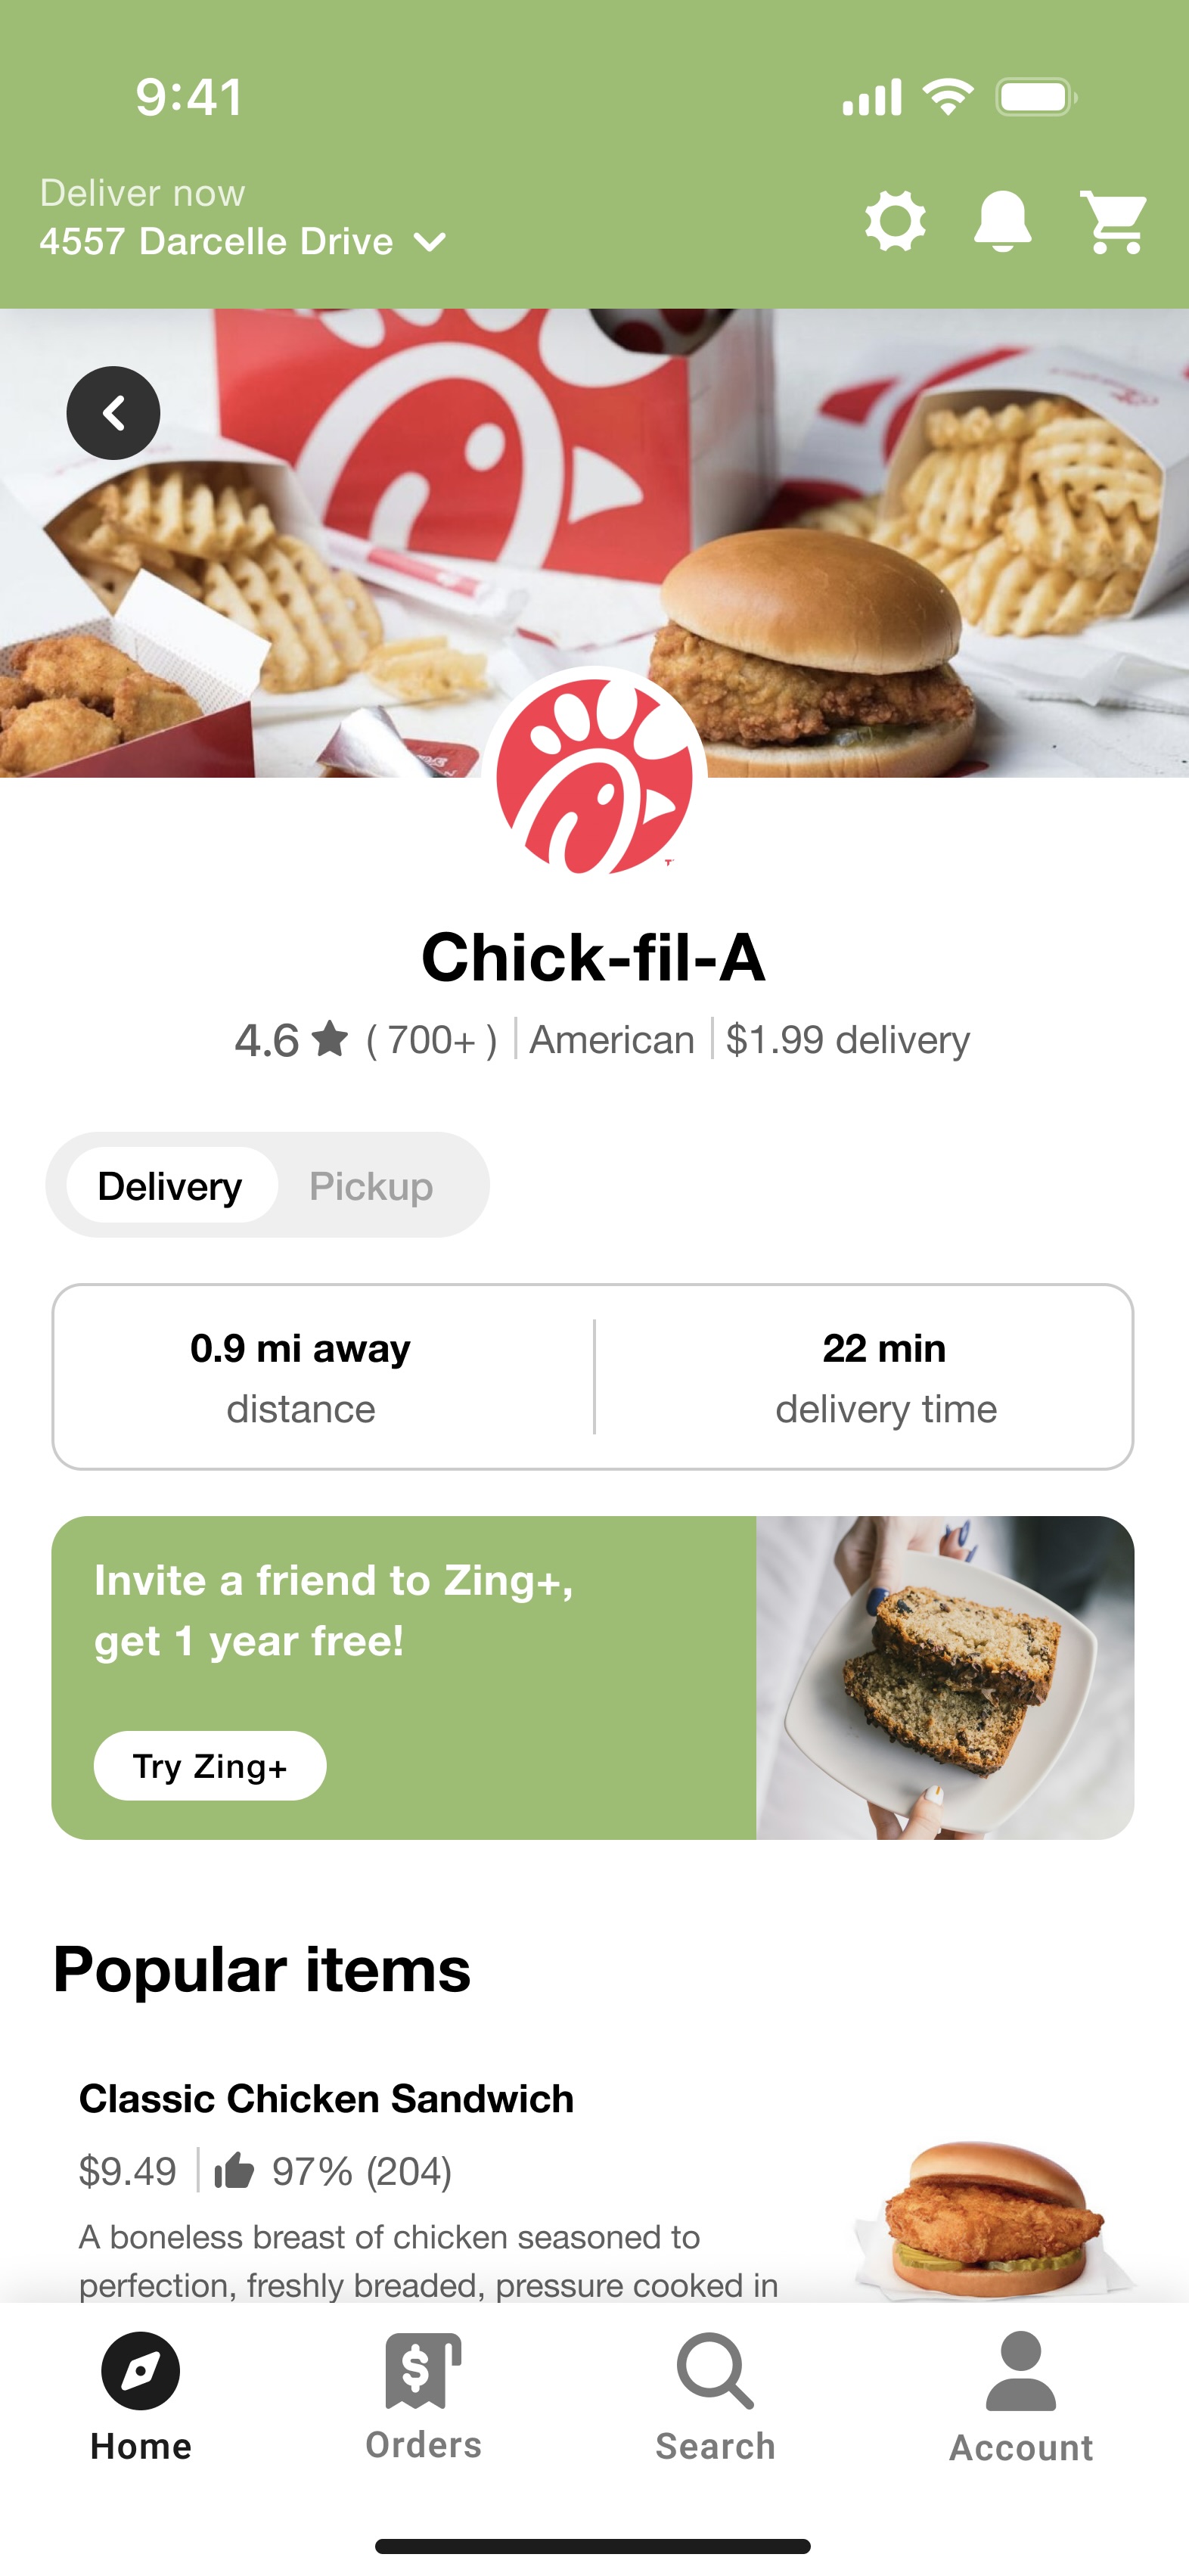 9:41
Deliver now
4557 Darcelle Drive
Chick-fil-A
4.6 ★ ( 700+ ) | American | $1.99 delivery
Delivery Pickup
0.9 mi away
distance
22 min
delivery time
Invite a friend to Zing+,
get 1 year free!
Try Zing+
Popular items
Classic Chicken Sandwich
$9.49 | 97% (204)
A boneless breast of chicken seasoned to
perfection, freshly breaded, pressure cooked in
Home Orders Search Account